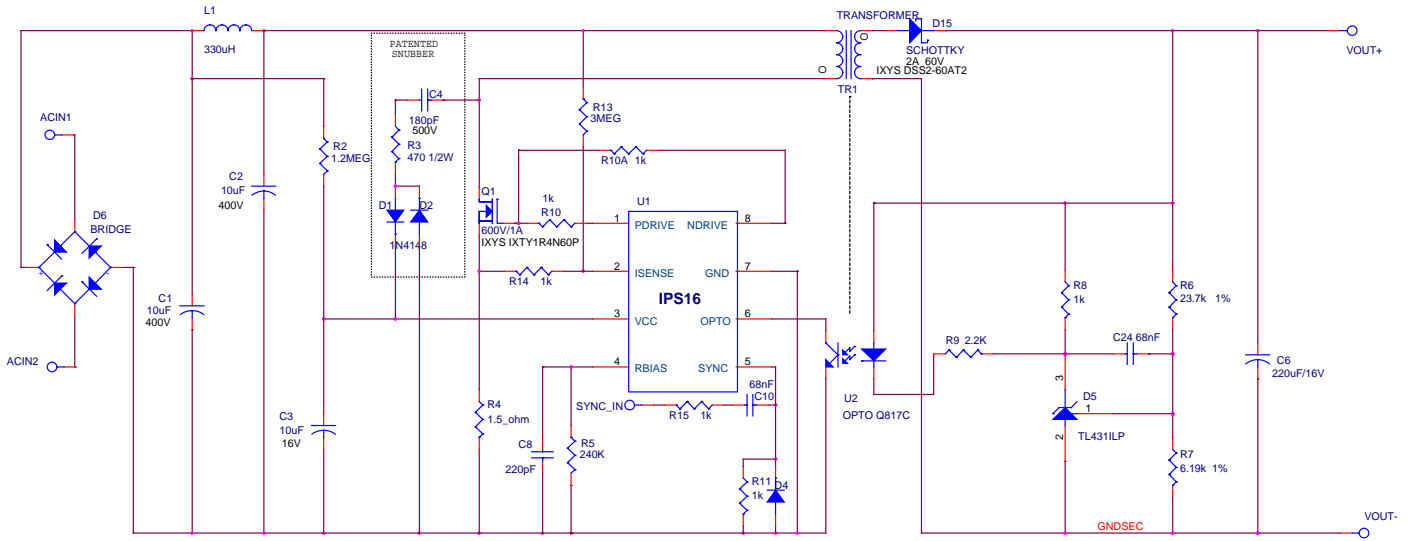 L1
330uH
PATENTED
SNUBBER
TRANSFORMER
D15
SCHOTTKY
2A 60V
IXYS DSS2-60AT2
TR1
VOUT+
C4
180pF
500V
R13
3MEG
ACIN1
R2
1.2MEG
R3
470 1/2W
R10A 1k
C2
10uF
400V
D6
BRIDGE
+
-
D1
D2
1N4148
Q1
600V/1A
IXYS IXTY1R4N60P
1k
R10
U1
1 PDRIVE NDRIVE 8
2 ISENSE GND 7
IPS16
3 VCC OPTO 6
4 RBIAS SYNC 5
R14 1k
R8
1k
R6
23.7k 1%
C1
10uF
400V
R9 2.2K
C24 68nF
ACIN2
C6
220uF/16V
U2
OPTO Q817C
3
D5
1
2
TL431ILP
C3
10uF
16V
R4
1.5_ohm
SYNC_IN
R15 1k
68nF
C10
C8
220pF
R5
240K
R11
1k
D4
R7
6.19k 1%
GNDSEC
VOUT-